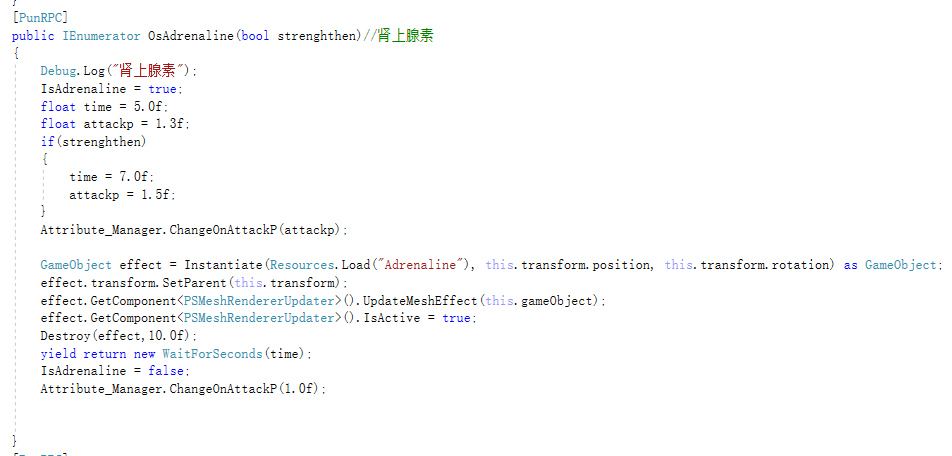 }
[PunRPC]
public IEnumerator OsAdrenaline(bool strenghthen)//肾上腺素
{
Debug.Log("肾上腺素");
IsAdrenaline = true;
float time = 5.0f;
float attackp = 1.3f;
if(strenghthen)
{
time = 7.0f;
attackp = 1.5f;
}
Attribute_Manager.ChangeOnAttackP(attackp);
GameObject effect = Instantiate(Resources.Load("Adrenaline"), this.transform.position, this.transform.rotation) as GameObject;
effect.transform.SetParent(this.transform);
effect.GetComponent<PSMeshRendererUpdater>().UpdateMeshEffect(this.gameObject);
effect.GetComponent<PSMeshRendererUpdater>().IsActive = true;
Destroy(effect,10.0f);
yield return new WaitForSeconds(time);
IsAdrenaline = false;
Attribute_Manager.ChangeOnAttackP(1.0f);
}